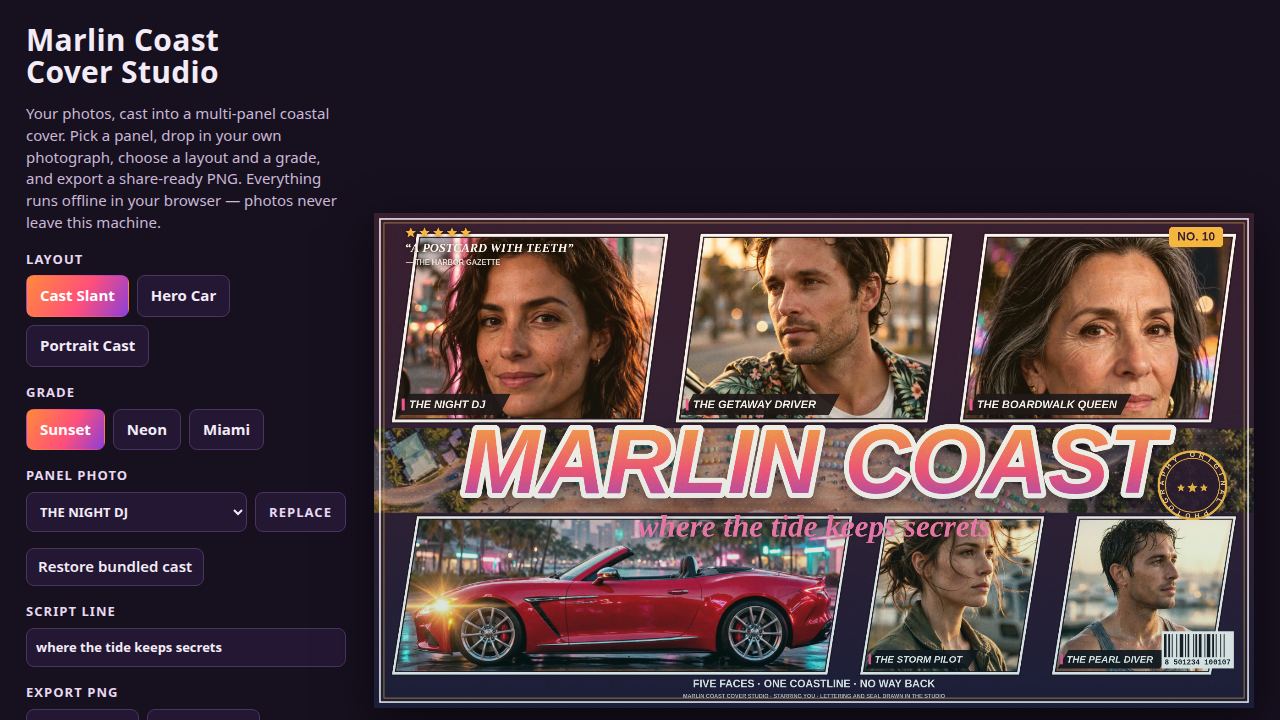 Marlin Coast
Cover Studio
Your photos, cast into a multi-panel coastal
cover. Pick a panel, drop in your own
photograph, choose a layout and a grade,
and export a share-ready PNG. Everything
runs offline in your browser — photos never
leave this machine.
LAYOUT
Cast Slant
Hero Car
Portrait Cast
GRADE
Sunset
Neon
Miami
PANEL PHOTO
THE NIGHT DJ
REPLACE
Restore bundled cast
SCRIPT LINE
where the tide keeps secrets
EXPORT PNG
“A POSTCARD WITH TEETH”
— THE HARBOR GAZETTE
NO. 10
THE NIGHT DJ
THE GETAWAY DRIVER
THE BOARDWALK QUEEN
MARLIN COAST
where the tide keeps secrets
THE STORM PILOT
THE PEARL DIVER
8 501234 100107
FIVE FACES · ONE COASTLINE · NO WAY BACK
MARLIN COAST COVER STUDIO · STARRING YOU · LETTERING AND SEAL DRAWN IN THE STUDIO